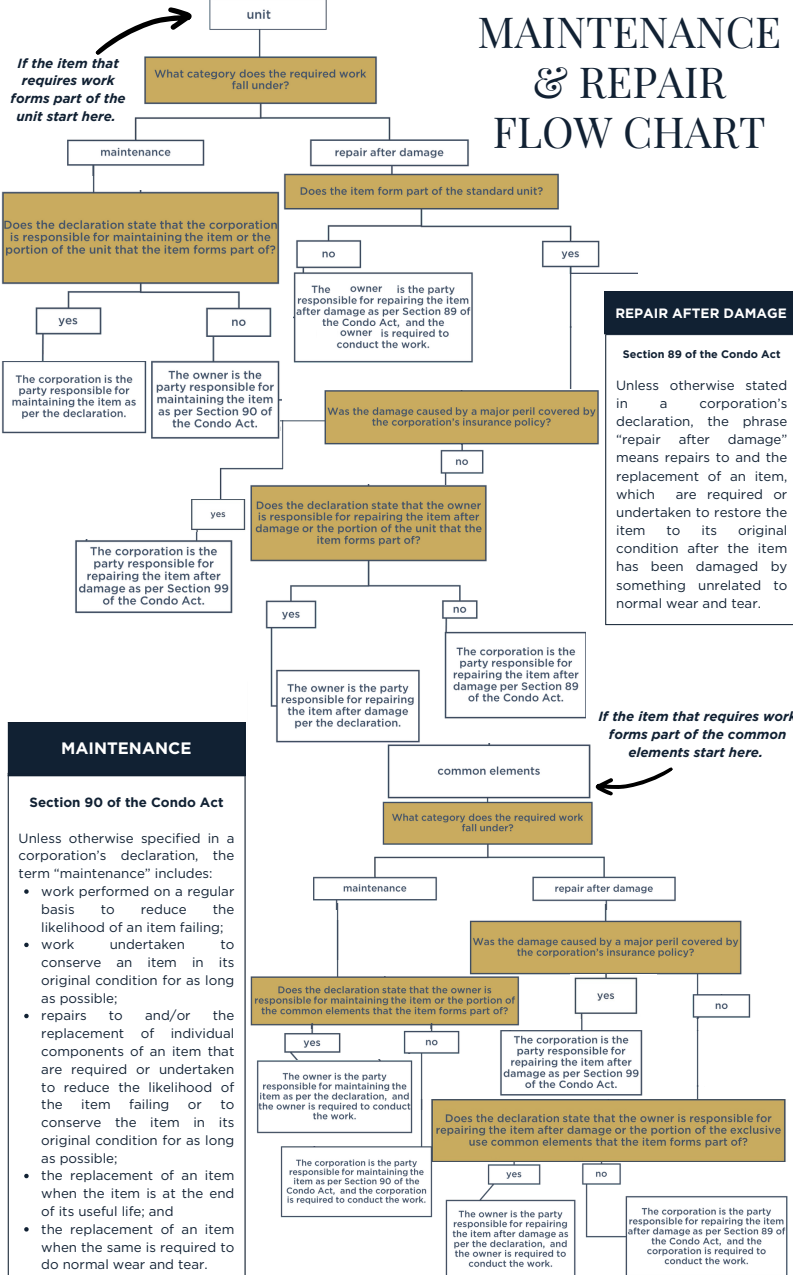 MAINTENANCE
& REPAIR
FLOW CHART
unit
If the item that
requires work
forms part of the
unit start here.
What category does the required work
fall under?
maintenance
repair after damage
Does the item form part of the standard unit?
Does the declaration state that the corporation
is responsible for maintaining the item or the
portion of the unit that the item forms part of?
no
yes
The owner is the party
responsible for repairing the item
after damage as per Section 89 of
the Condo Act, and the
owner is required to
conduct the work.
yes
no
The corporation is the
party responsible for
maintaining the item as
per the declaration.
The owner is the
party responsible for
maintaining the item
as per Section 90 of
the Condo Act.
Was the damage caused by a major peril covered by
the corporation's insurance policy?
no
yes
Does the declaration state that the owner
is responsible for repairing the item after
damage or the portion of the unit that the
item forms part of?
The corporation is the
party responsible for
repairing the item after
damage as per Section 99
of the Condo Act.
yes
no
The owner is the party
responsible for repairing
the item after damage
per the declaration.
The corporation is the
party responsible for
repairing the item after
damage per Section 89
of the Condo Act.
REPAIR AFTER DAMAGE
Section 89 of the Condo Act
Unless otherwise stated
in a corporation's
declaration, the phrase
“repair after damage”
means repairs to and the
replacement of an item,
which are required or
undertaken to restore the
item to its original
condition after the item
has been damaged by
something unrelated to
normal wear and tear.
MAINTENANCE
Section 90 of the Condo Act
Unless otherwise specified in a
corporation's declaration, the
term “maintenance” includes:
• work performed on a regular
basis to reduce the
likelihood of an item failing;
• work undertaken to
conserve an item in its
original condition for as long
as possible;
• repairs to and/or the
replacement of individual
components of an item that
are required or undertaken
to reduce the likelihood of
the item failing or to
conserve the item in its
original condition for as long
as possible;
• the replacement of an item
when the item is at the end
of its useful life; and
• the replacement of an item
when the same is required to
do normal wear and tear.
If the item that requires work
forms part of the common
elements start here.
common elements
What category does the required work
fall under?
maintenance
repair after damage
Was the damage caused by a major peril covered by
the corporation's insurance policy?
Does the declaration state that the owner is
responsible for maintaining the item or the portion of
the common elements that the item forms part of?
yes
no
yes
no
The owner is the party
responsible for maintaining the
item as per the declaration, and
the owner is required to conduct
the work.
The corporation is the
party responsible for
repairing the item after
damage as per Section 99
of the Condo Act.
The corporation is the party
responsible for maintaining the
item as per Section 90 of the
Condo Act, and the corporation
is required to conduct the work.
Does the declaration state that the owner is responsible for
repairing the item after damage or the portion of the exclusive
use common elements that the item forms part of?
yes
no
The owner is the party
responsible for repairing
the item after damage as
per the declaration, and
the owner is required to
conduct the work.
The corporation is the party
responsible for repairing the item
after damage as per Section 89 of
the Condo Act, and the
corporation is required to
conduct the work.